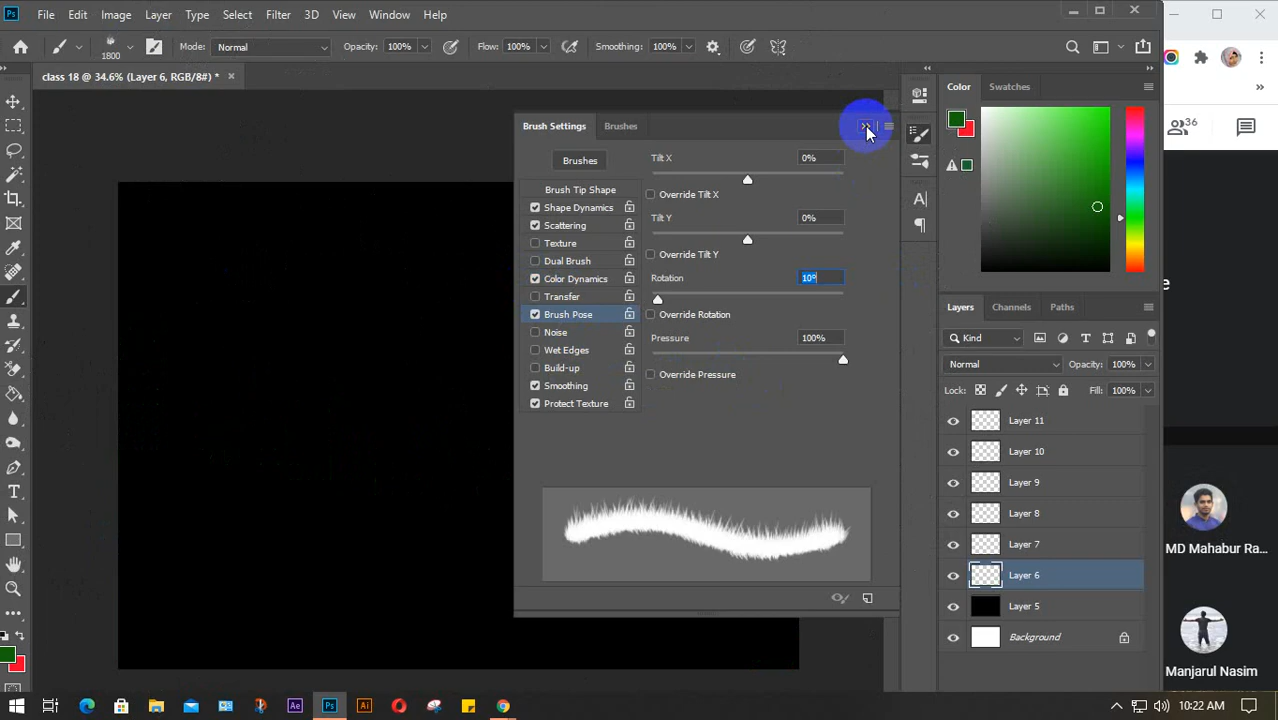 Ps File Edit Image Layer Type Select Filter 3D View Window Help
1800 Mode: Normal Opacity: 100% Flow: 100% Smoothing: 100%
class 18 @ 34.6% (Layer 6, RGB/8#) *
Brush Settings Brushes
Brushes
Brush Tip Shape
Shape Dynamics
Scattering
Texture
Dual Brush
Color Dynamics
Transfer
Brush Pose
Noise
Wet Edges
Build-up
Smoothing
Protect Texture
Tilt X 0%
Override Tilt X
Tilt Y 0%
Override Tilt Y
Rotation 10°
Override Rotation
Pressure 100%
Override Pressure
Color Swatches
Layers Channels Paths
Kind
Normal Opacity: 100%
Lock: Fill: 100%
Layer 11
Layer 10
Layer 9
Layer 8
Layer 7
Layer 6
Layer 5
Background
36
e
MD Mahabur Ra...
Manjarul Nasim
Ae Ps Ai
10:22 AM